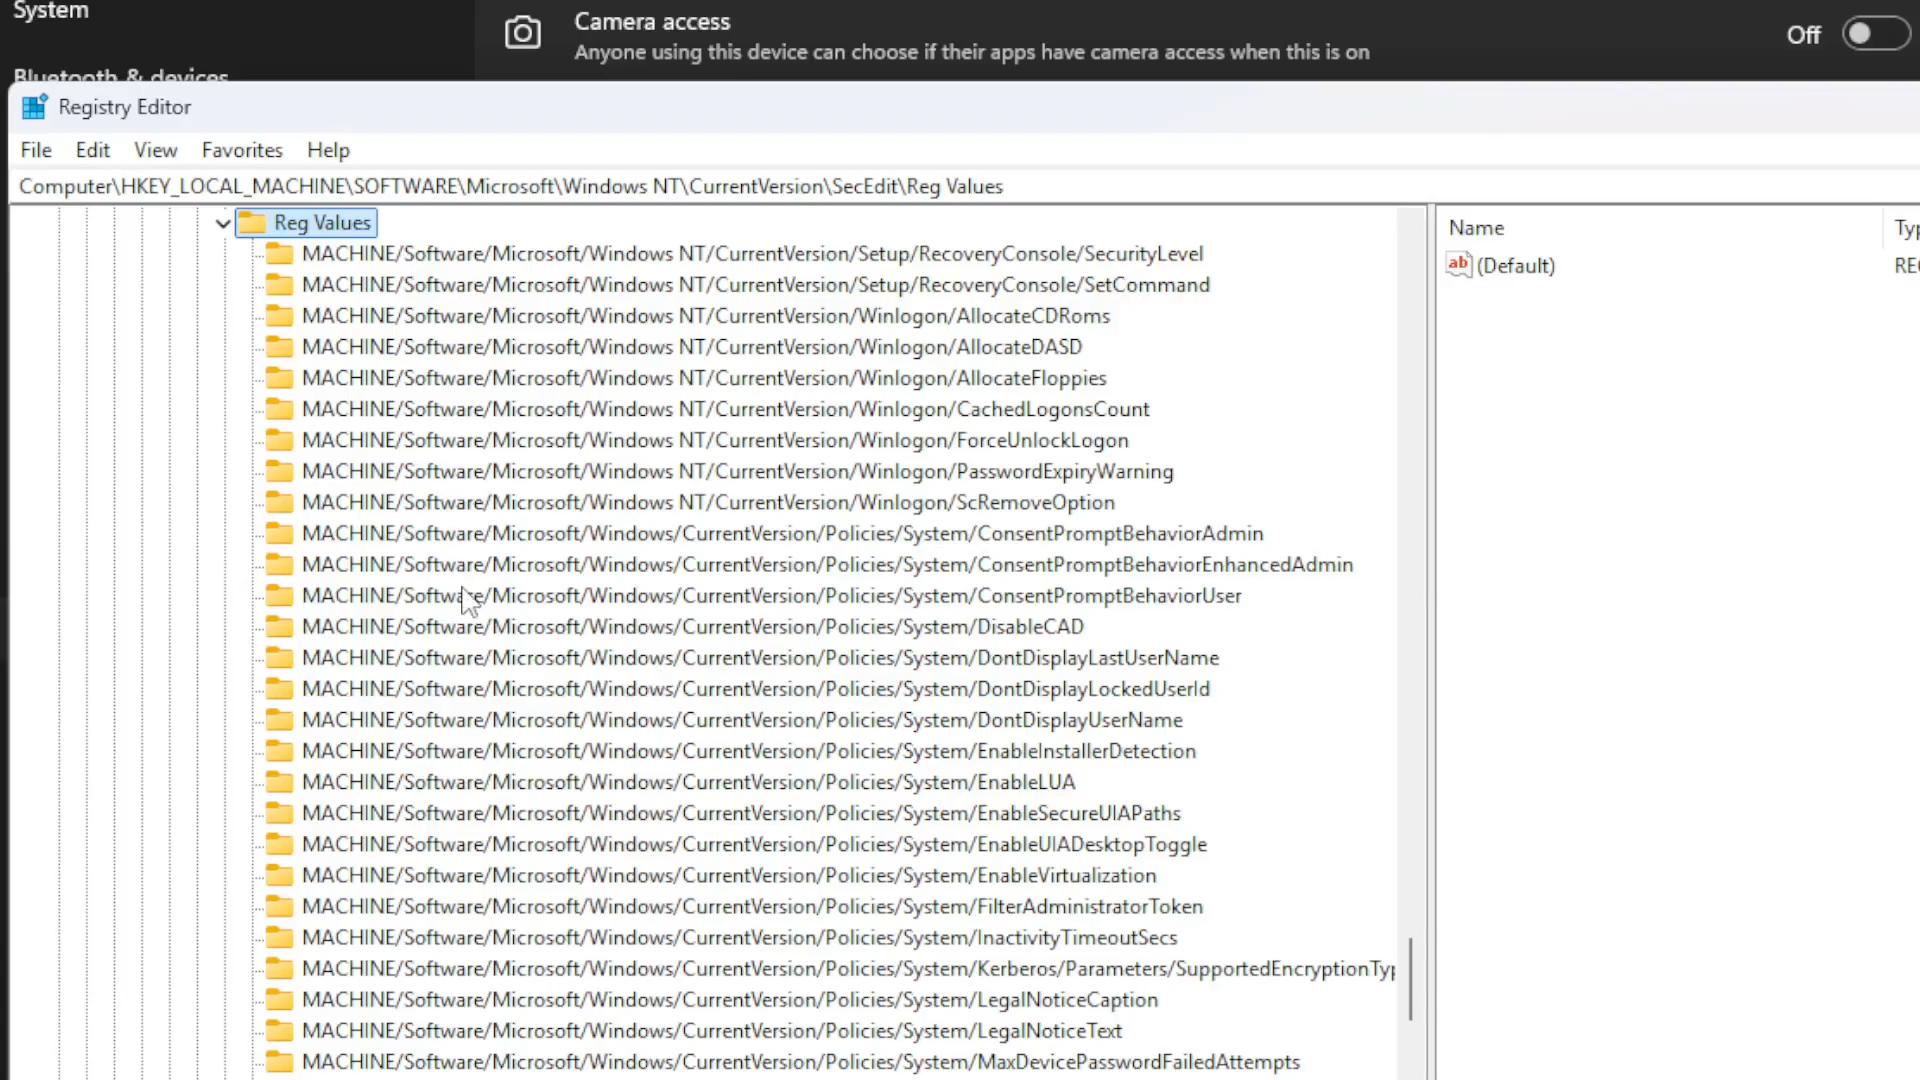 System
Camera access
Anyone using this device can choose if their apps have camera access when this is on
Off
Bluetooth & devices
Registry Editor
File Edit View Favorites Help
Computer\HKEY_LOCAL_MACHINE\SOFTWARE\Microsoft\Windows NT\CurrentVersion\SecEdit\Reg Values
Reg Values
MACHINE/Software/Microsoft/Windows NT/CurrentVersion/Setup/RecoveryConsole/SecurityLevel
MACHINE/Software/Microsoft/Windows NT/CurrentVersion/Setup/RecoveryConsole/SetCommand
MACHINE/Software/Microsoft/Windows NT/CurrentVersion/Winlogon/AllocateCDRoms
MACHINE/Software/Microsoft/Windows NT/CurrentVersion/Winlogon/AllocateDASD
MACHINE/Software/Microsoft/Windows NT/CurrentVersion/Winlogon/AllocateFloppies
MACHINE/Software/Microsoft/Windows NT/CurrentVersion/Winlogon/CachedLogonsCount
MACHINE/Software/Microsoft/Windows NT/CurrentVersion/Winlogon/ForceUnlockLogon
MACHINE/Software/Microsoft/Windows NT/CurrentVersion/Winlogon/PasswordExpiryWarning
MACHINE/Software/Microsoft/Windows NT/CurrentVersion/Winlogon/ScRemoveOption
MACHINE/Software/Microsoft/Windows/CurrentVersion/Policies/System/ConsentPromptBehaviorAdmin
MACHINE/Software/Microsoft/Windows/CurrentVersion/Policies/System/ConsentPromptBehaviorEnhancedAdmin
MACHINE/Software/Microsoft/Windows/CurrentVersion/Policies/System/ConsentPromptBehaviorUser
MACHINE/Software/Microsoft/Windows/CurrentVersion/Policies/System/DisableCAD
MACHINE/Software/Microsoft/Windows/CurrentVersion/Policies/System/DontDisplayLastUserName
MACHINE/Software/Microsoft/Windows/CurrentVersion/Policies/System/DontDisplayLockedUserId
MACHINE/Software/Microsoft/Windows/CurrentVersion/Policies/System/DontDisplayUserName
MACHINE/Software/Microsoft/Windows/CurrentVersion/Policies/System/EnableInstallerDetection
MACHINE/Software/Microsoft/Windows/CurrentVersion/Policies/System/EnableLUA
MACHINE/Software/Microsoft/Windows/CurrentVersion/Policies/System/EnableSecureUIAPaths
MACHINE/Software/Microsoft/Windows/CurrentVersion/Policies/System/EnableUIADesktopToggle
MACHINE/Software/Microsoft/Windows/CurrentVersion/Policies/System/EnableVirtualization
MACHINE/Software/Microsoft/Windows/CurrentVersion/Policies/System/FilterAdministratorToken
MACHINE/Software/Microsoft/Windows/CurrentVersion/Policies/System/InactivityTimeoutSecs
MACHINE/Software/Microsoft/Windows/CurrentVersion/Policies/System/Kerberos/Parameters/SupportedEncryptionTyp
MACHINE/Software/Microsoft/Windows/CurrentVersion/Policies/System/LegalNoticeCaption
MACHINE/Software/Microsoft/Windows/CurrentVersion/Policies/System/LegalNoticeText
MACHINE/Software/Microsoft/Windows/CurrentVersion/Policies/System/MaxDevicePasswordFailedAttempts
Name Typ
ab (Default) RE